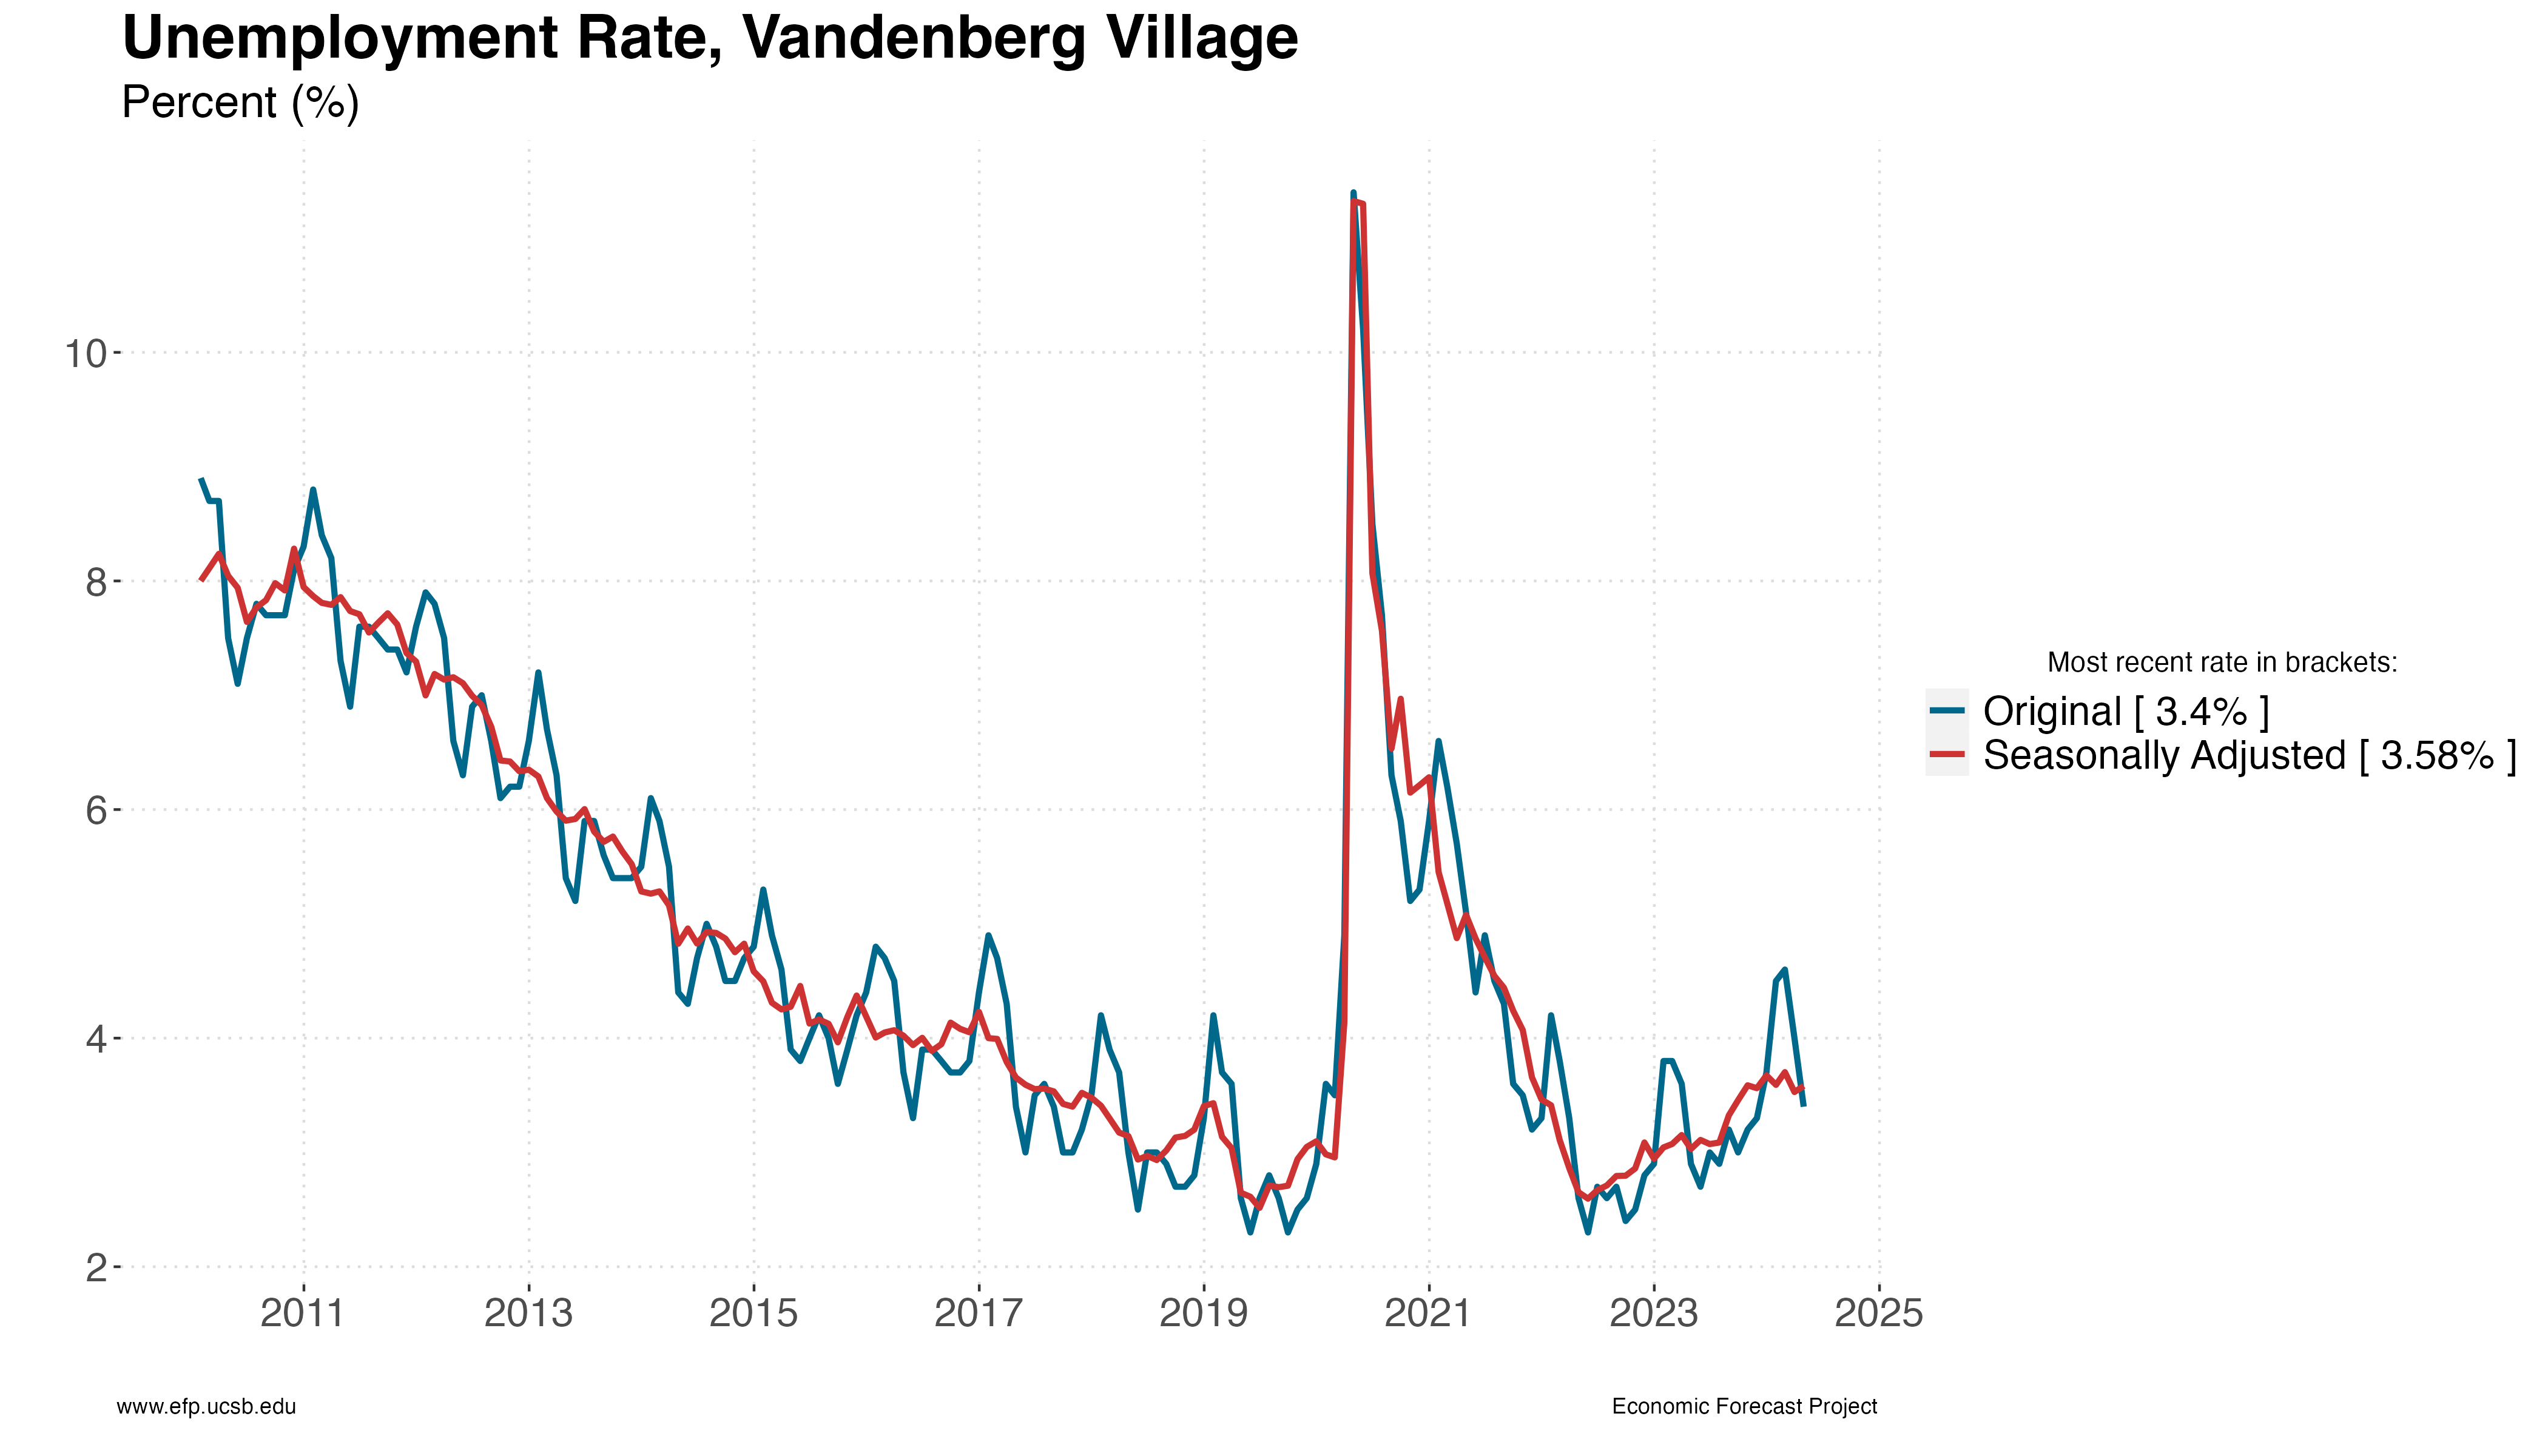 Unemployment Rate, Vandenberg Village
Percent (%)
10
8
6
4
2
2011 2013 2015 2017 2019 2021 2023 2025
Most recent rate in brackets:
Original [ 3.4% ]
Seasonally Adjusted [ 3.58% ]
www.efp.ucsb.edu
Economic Forecast Project